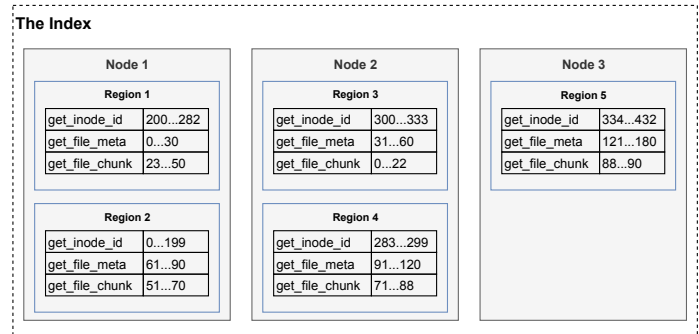 The Index
Node 1
Region 1
get_inode_id 200...282
get_file_meta 0...30
get_file_chunk 23...50
Region 2
get_inode_id 0...199
get_file_meta 61...90
get_file_chunk 51...70
Node 2
Region 3
get_inode_id 300...333
get_file_meta 31...60
get_file_chunk 0...22
Region 4
get_inode_id 283...299
get_file_meta 91...120
get_file_chunk 71...88
Node 3
Region 5
get_inode_id 334...432
get_file_meta 121...180
get_file_chunk 88...90